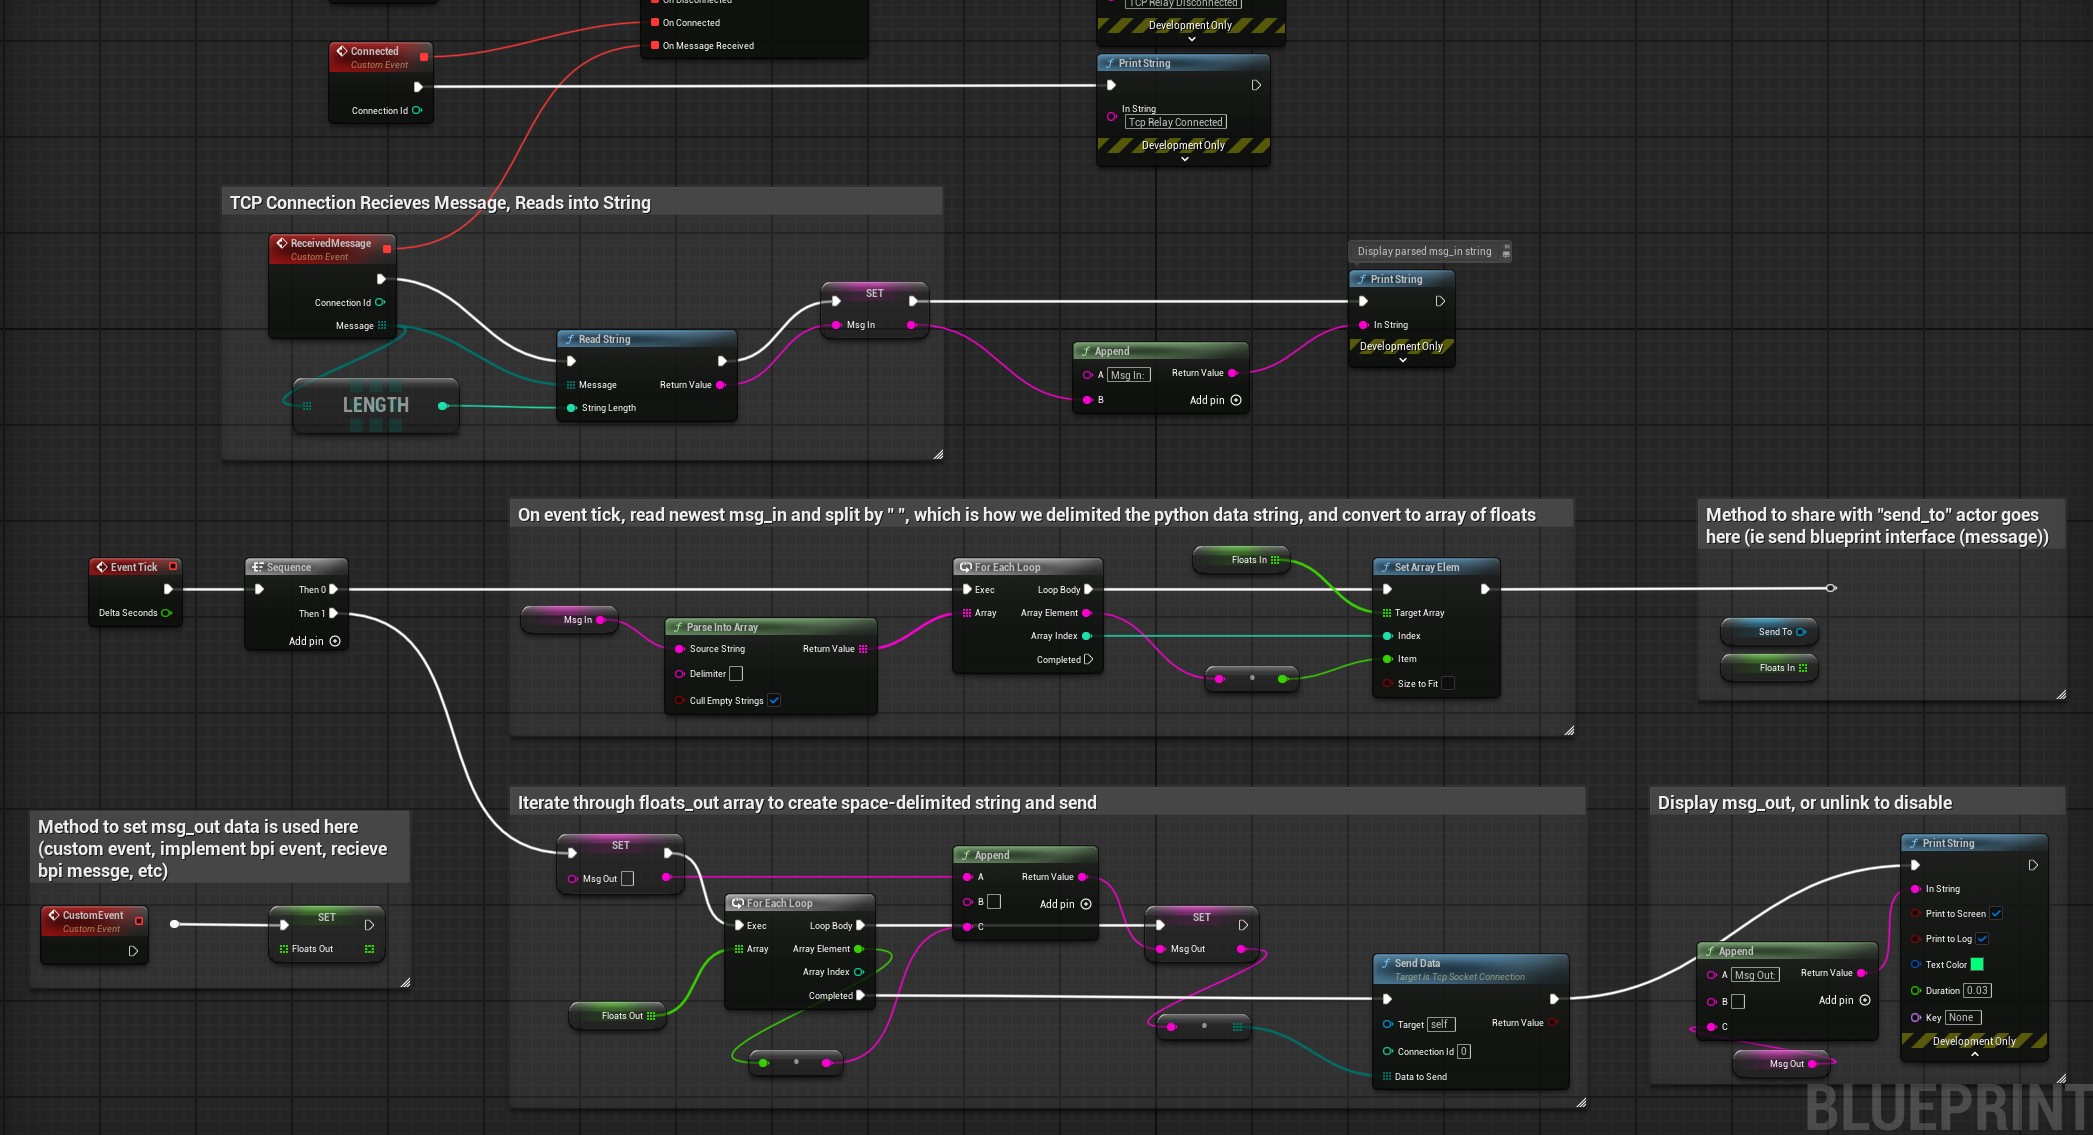 On Disconnected
On Connected
On Message Received
TCP Relay Disconnected
Development Only
Connected
Custom Event
Connection Id
Print String
In String
Tcp Relay Connected
Development Only
TCP Connection Recieves Message, Reads into String
ReceivedMessage
Custom Event
Connection Id
Message
LENGTH
Read String
Message
Return Value
String Length
SET
Msg In
Append
A
Msg In:
Return Value
B
Add pin
Display parsed msg_in string
Print String
In String
Development Only
On event tick, read newest msg_in and split by " ", which is how we delimited the python data string, and convert to array of floats
Event Tick
Delta Seconds
Sequence
Then 0
Then 1
Add pin
Msg In
Parse Into Array
Source String
Return Value
Delimiter
Cull Empty Strings
For Each Loop
Exec
Loop Body
Array
Array Element
Array Index
Completed
Floats In
Set Array Elem
Target Array
Index
Item
Size to Fit
Method to share with "send_to" actor goes
here (ie send blueprint interface (message))
Send To
Floats In
Method to set msg_out data is used here
(custom event, implement bpi event, recieve
bpi messge, etc)
CustomEvent
Custom Event
SET
Floats Out
Iterate through floats_out array to create space-delimited string and send
SET
Msg Out
For Each Loop
Exec
Loop Body
Array
Array Element
Array Index
Completed
Floats Out
Append
A
Return Value
B
Add pin
C
SET
Msg Out
Send Data
Target is Tcp Socket Connection
Target
self
Return Value
Connection Id
0
Data to Send
Display msg_out, or unlink to disable
Append
A
Msg Out:
Return Value
B
Add pin
C
Msg Out
Print String
In String
Print to Screen
Print to Log
Text Color
Duration
0.03
Key
None
Development Only
BLUEPRINT